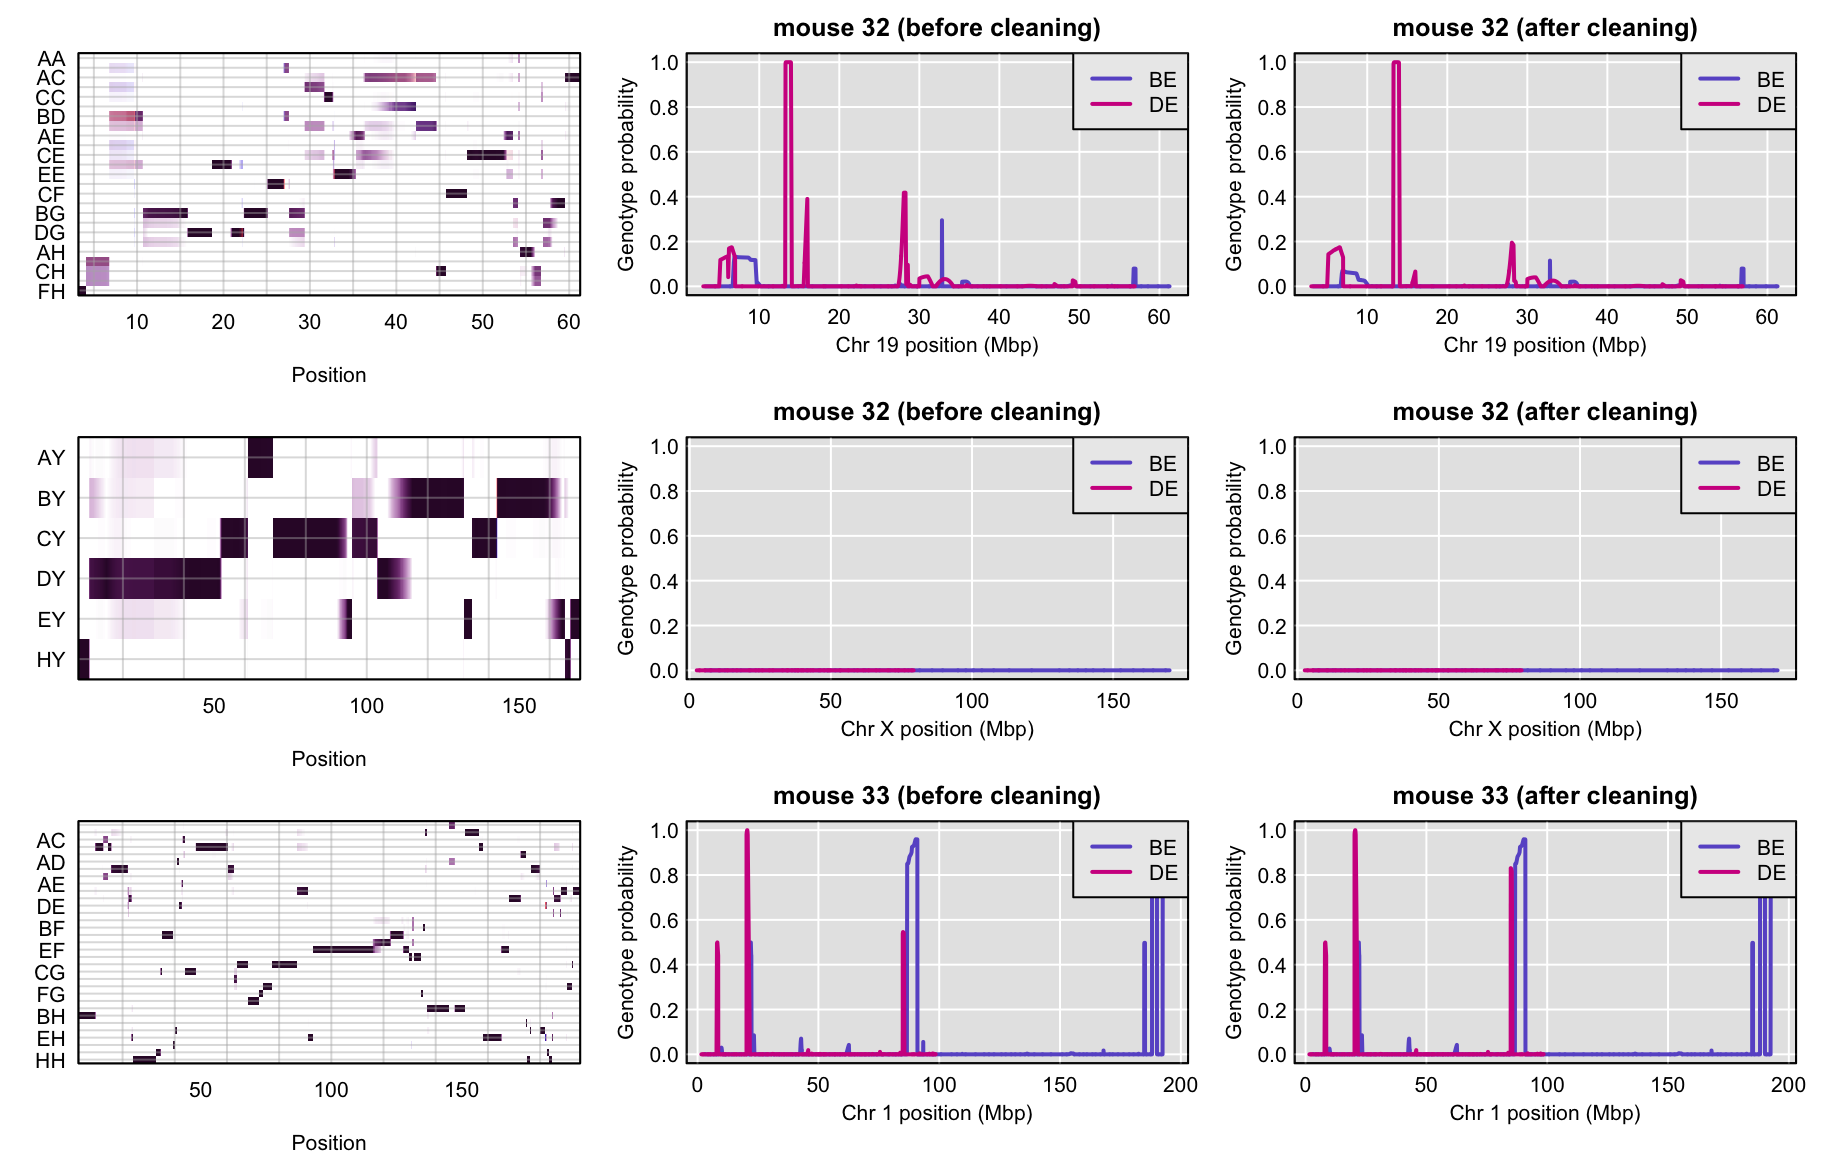 AA
AC
CC
BD
AE
CE
EE
CF
BG
DG
AH
CH
FH
10 20 30 40 50 60
Position
mouse 32 (before cleaning)
Genotype probability
1.0
0.8
0.6
0.4
0.2
0.0
BE
DE
10 20 30 40 50 60
Chr 19 position (Mbp)
mouse 32 (after cleaning)
Genotype probability
1.0
0.8
0.6
0.4
0.2
0.0
BE
DE
10 20 30 40 50 60
Chr 19 position (Mbp)
AY
BY
CY
DY
EY
HY
50 100 150
Position
mouse 32 (before cleaning)
Genotype probability
1.0
0.8
0.6
0.4
0.2
0.0
BE
DE
0 50 100 150
Chr X position (Mbp)
mouse 32 (after cleaning)
Genotype probability
1.0
0.8
0.6
0.4
0.2
0.0
BE
DE
0 50 100 150
Chr X position (Mbp)
AC
AD
AE
DE
BF
EF
CG
FG
BH
EH
HH
50 100 150
Position
mouse 33 (before cleaning)
Genotype probability
1.0
0.8
0.6
0.4
0.2
0.0
BE
DE
0 50 100 150 200
Chr 1 position (Mbp)
mouse 33 (after cleaning)
Genotype probability
1.0
0.8
0.6
0.4
0.2
0.0
BE
DE
0 50 100 150 200
Chr 1 position (Mbp)